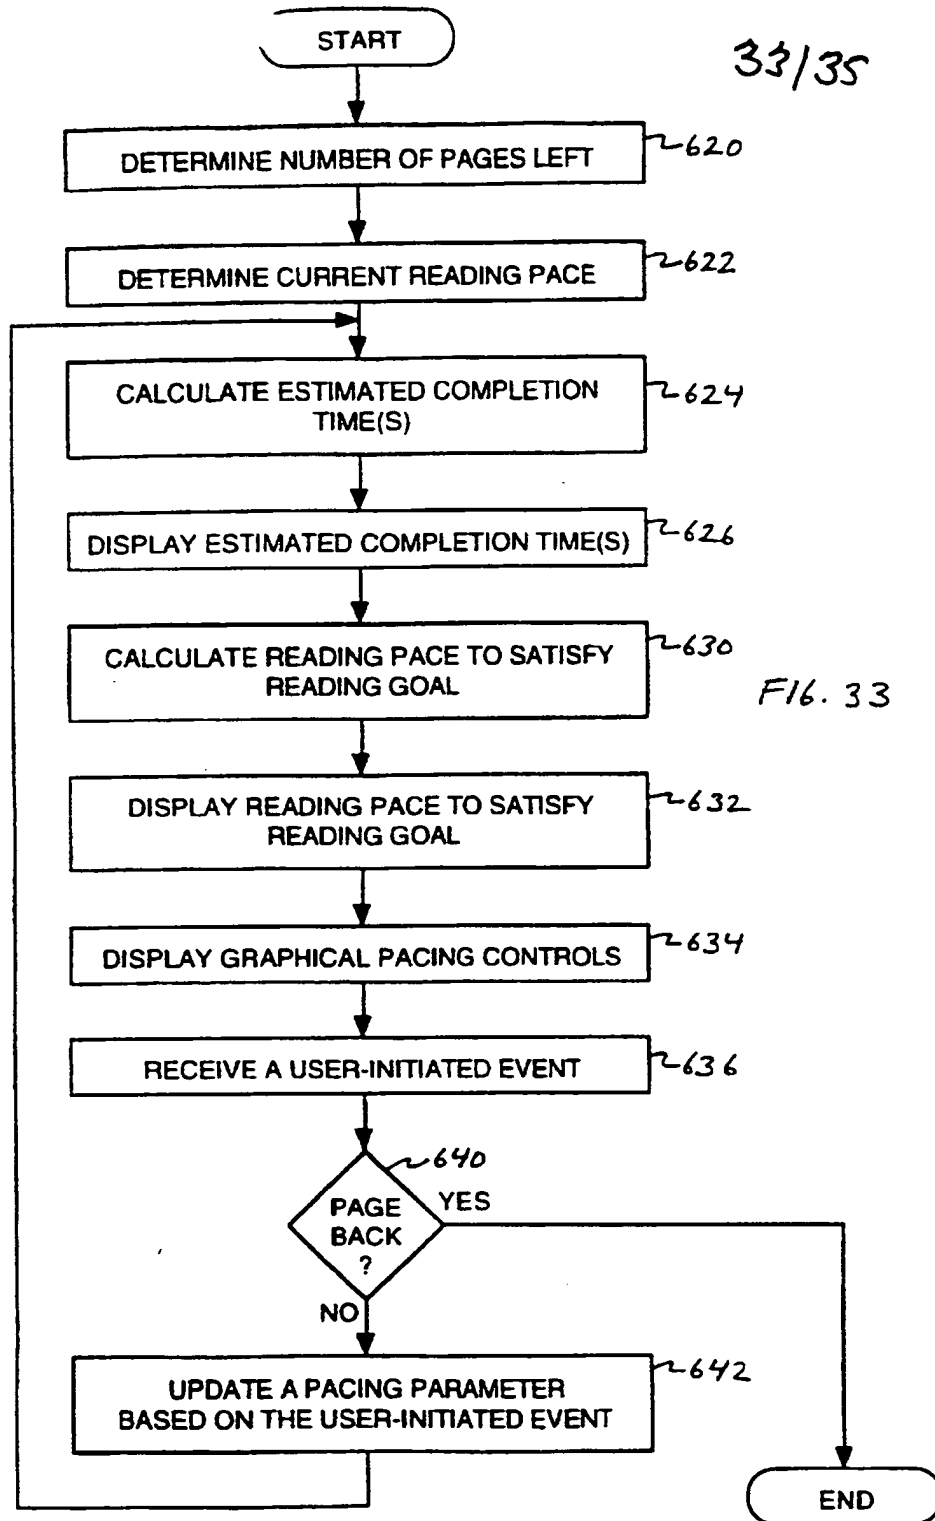 START
33/35
DETERMINE NUMBER OF PAGES LEFT
620
DETERMINE CURRENT READING PACE
622
CALCULATE ESTIMATED COMPLETION
TIME(S)
624
DISPLAY ESTIMATED COMPLETION TIME(S)
626
CALCULATE READING PACE TO SATISFY
READING GOAL
630
FIG. 33
DISPLAY READING PACE TO SATISFY
READING GOAL
632
DISPLAY GRAPHICAL PACING CONTROLS
634
RECEIVE A USER-INITIATED EVENT
636
640
PAGE
BACK
?
YES
NO
UPDATE A PACING PARAMETER
BASED ON THE USER-INITIATED EVENT
642
END